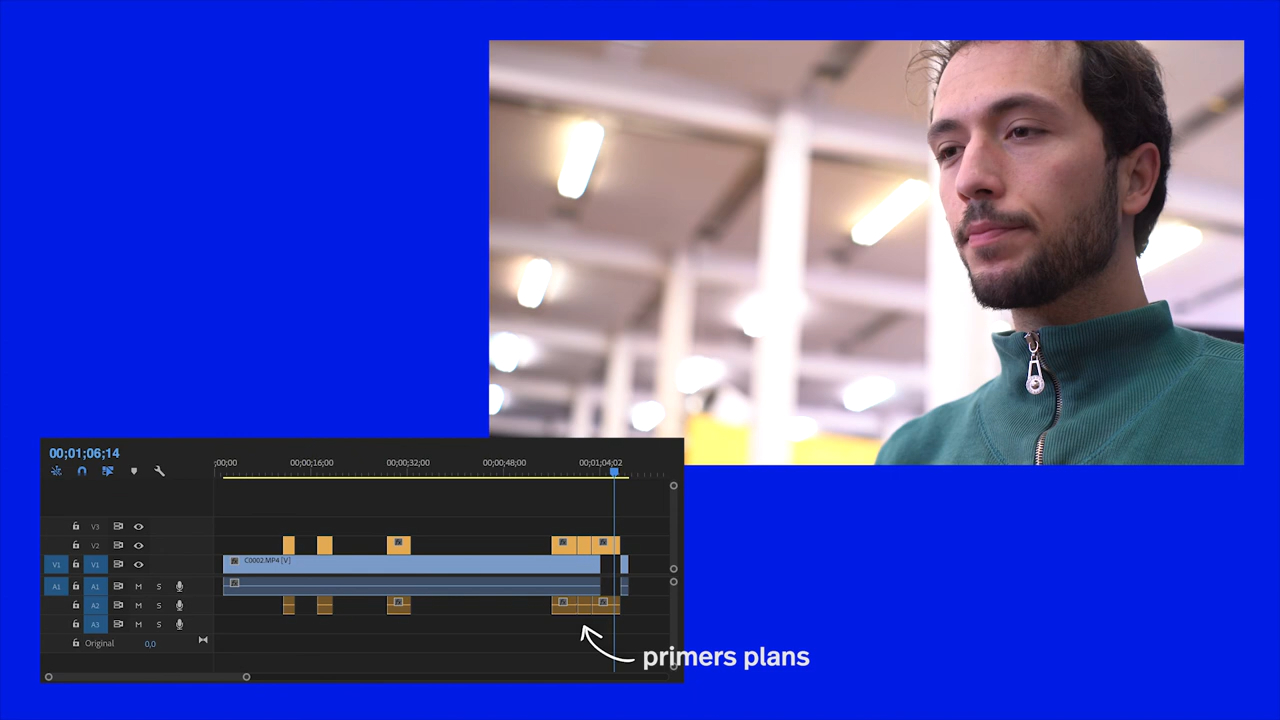 00;01;06;14
;00;00
00;00;16;00
00;00;32;00
00;00;48;00
00;01;04;02
V3
V2
V1 V1
C0002.MP4 [V]
A1 A1 M S
A2 M S
A3 M S
Original 0,0
primers plans